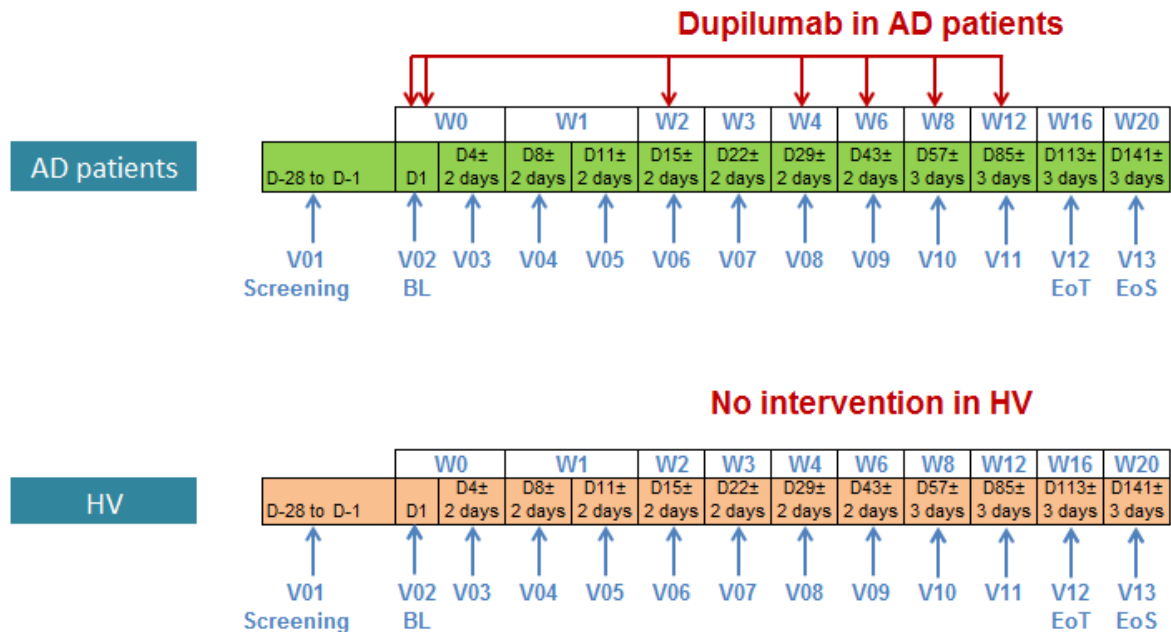 Dupilumab in AD patients
W0 W1 W2 W3 W4 W6 W8 W12 W16 W20
AD patients
D-28 to D-1 D1 D4± 2 days D8± 2 days D11± 2 days D15± 2 days D22± 2 days D29± 2 days D43± 2 days D57± 3 days D85± 3 days D113± 3 days D141± 3 days
V01 V02 V03 V04 V05 V06 V07 V08 V09 V10 V11 V12 V13
Screening BL EoT EoS
No intervention in HV
W0 W1 W2 W3 W4 W6 W8 W12 W16 W20
HV
D-28 to D-1 D1 D4± 2 days D8± 2 days D11± 2 days D15± 2 days D22± 2 days D29± 2 days D43± 2 days D57± 3 days D85± 3 days D113± 3 days D141± 3 days
V01 V02 V03 V04 V05 V06 V07 V08 V09 V10 V11 V12 V13
Screening BL EoT EoS